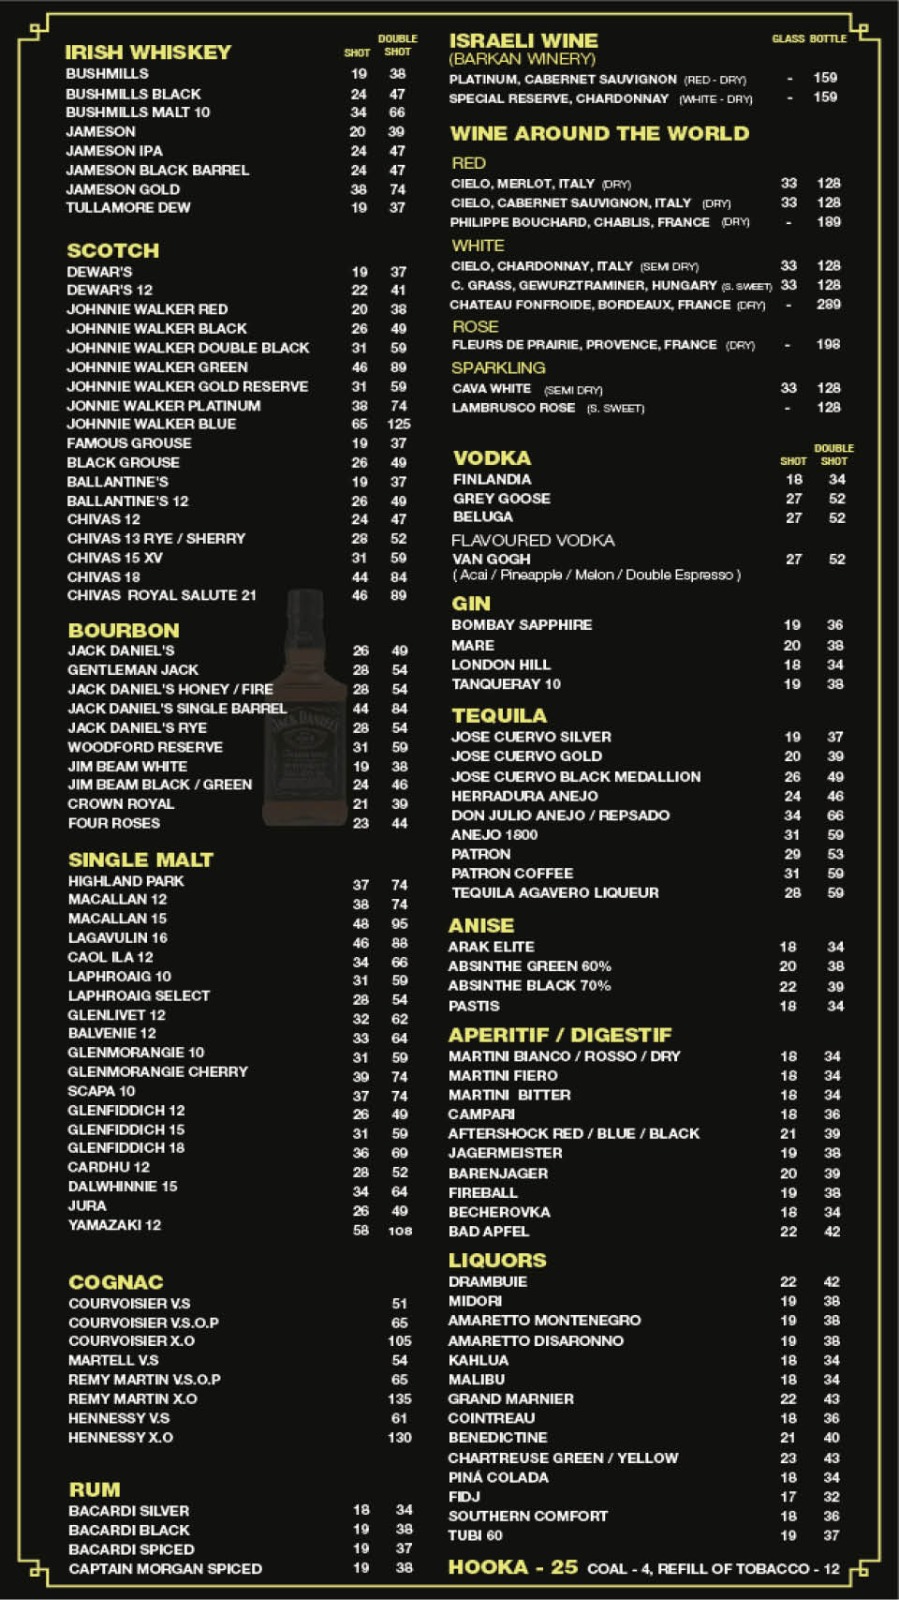 DOUBLE
IRISH WHISKEY SHOT SHOT
BUSHMILLS 19 38
BUSHMILLS BLACK 24 47
BUSHMILLS MALT 10 34 66
JAMESON 20 39
JAMESON IPA 24 47
JAMESON BLACK BARREL 24 47
JAMESON GOLD 38 74
TULLAMORE DEW 19 37
SCOTCH
DEWAR'S 19 37
DEWAR'S 12 22 41
JOHNNIE WALKER RED 20 38
JOHNNIE WALKER BLACK 26 49
JOHNNIE WALKER DOUBLE BLACK 31 59
JOHNNIE WALKER GREEN 46 89
JOHNNIE WALKER GOLD RESERVE 31 59
JONNIE WALKER PLATINUM 38 74
JOHNNIE WALKER BLUE 65 125
FAMOUS GROUSE 19 37
BLACK GROUSE 26 49
BALLANTINE'S 19 37
BALLANTINE'S 12 26 49
CHIVAS 12 24 47
CHIVAS 13 RYE / SHERRY 28 52
CHIVAS 15 XV 31 59
CHIVAS 18 44 84
CHIVAS ROYAL SALUTE 21 46 89
BOURBON
JACK DANIEL'S 26 49
GENTLEMAN JACK 28 54
JACK DANIEL'S HONEY / FIRE 28 54
JACK DANIEL'S SINGLE BARREL 44 84
JACK DANIEL'S RYE 28 54
WOODFORD RESERVE 31 59
JIM BEAM WHITE 19 38
JIM BEAM BLACK / GREEN 24 46
CROWN ROYAL 21 39
FOUR ROSES 23 44
SINGLE MALT
HIGHLAND PARK 37 74
MACALLAN 12 38 74
MACALLAN 15 48 95
LAGAVULIN 16 46 88
CAOL ILA 12 34 66
LAPHROAIG 10 31 59
LAPHROAIG SELECT 28 54
GLENLIVET 12 32 62
BALVENIE 12 33 64
GLENMORANGIE 10 31 59
GLENMORANGIE CHERRY 39 74
SCAPA 10 37 74
GLENFIDDICH 12 26 49
GLENFIDDICH 15 31 59
GLENFIDDICH 18 36 69
CARDHU 12 28 52
DALWHINNIE 15 34 64
JURA 26 49
YAMAZAKI 12 58 108
COGNAC
COURVOISIER V.S 51
COURVOISIER V.S.O.P 65
COURVOISIER X.O 105
MARTELL V.S 54
REMY MARTIN V.S.O.P 65
REMY MARTIN X.O 135
HENNESSY V.S 61
HENNESSY X.O 130
RUM
BACARDI SILVER 18 34
BACARDI BLACK 19 38
BACARDI SPICED 19 37
CAPTAIN MORGAN SPICED 19 38
ISRAELI WINE GLASS BOTTLE
(BARKAN WINERY)
PLATINUM, CABERNET SAUVIGNON (RED - DRY) - 159
SPECIAL RESERVE, CHARDONNAY (WHITE - DRY) - 159
WINE AROUND THE WORLD
RED
CIELO, MERLOT, ITALY (DRY) 33 128
CIELO, CABERNET SAUVIGNON, ITALY (DRY) 33 128
PHILIPPE BOUCHARD, CHABLIS, FRANCE (DRY) - 189
WHITE
CIELO, CHARDONNAY, ITALY (SEMI DRY) 33 128
C. GRASS, GEWURZTRAMINER, HUNGARY (S. SWEET) 33 128
CHATEAU FONFROIDE, BORDEAUX, FRANCE (DRY) - 289
ROSE
FLEURS DE PRAIRIE, PROVENCE, FRANCE (DRY) - 198
SPARKLING
CAVA WHITE (SEMI DRY) 33 128
LAMBRUSCO ROSE (S. SWEET) - 128
DOUBLE
VODKA SHOT SHOT
FINLANDIA 18 34
GREY GOOSE 27 52
BELUGA 27 52
FLAVOURED VODKA
VAN GOGH 27 52
( Acai / Pineapple / Melon / Double Espresso )
GIN
BOMBAY SAPPHIRE 19 36
MARE 20 38
LONDON HILL 18 34
TANQUERAY 10 19 38
TEQUILA
JOSE CUERVO SILVER 19 37
JOSE CUERVO GOLD 20 39
JOSE CUERVO BLACK MEDALLION 26 49
HERRADURA ANEJO 24 46
DON JULIO ANEJO / REPSADO 34 66
ANEJO 1800 31 59
PATRON 29 53
PATRON COFFEE 31 59
TEQUILA AGAVERO LIQUEUR 28 59
ANISE
ARAK ELITE 18 34
ABSINTHE GREEN 60% 20 38
ABSINTHE BLACK 70% 22 39
PASTIS 18 34
APERITIF / DIGESTIF
MARTINI BIANCO / ROSSO / DRY 18 34
MARTINI FIERO 18 34
MARTINI BITTER 18 34
CAMPARI 18 36
AFTERSHOCK RED / BLUE / BLACK 21 39
JAGERMEISTER 19 38
BARENJAGER 20 39
FIREBALL 19 38
BECHEROVKA 18 34
BAD APFEL 22 42
LIQUORS
DRAMBUIE 22 42
MIDORI 19 38
AMARETTO MONTENEGRO 19 38
AMARETTO DISARONNO 19 38
KAHLUA 18 34
MALIBU 18 34
GRAND MARNIER 22 43
COINTREAU 18 36
BENEDICTINE 21 40
CHARTREUSE GREEN / YELLOW 23 43
PINÁ COLADA 18 34
FIDJ 17 32
SOUTHERN COMFORT 18 36
TUBI 60 19 37
HOOKA - 25 COAL - 4, REFILL OF TOBACCO - 12